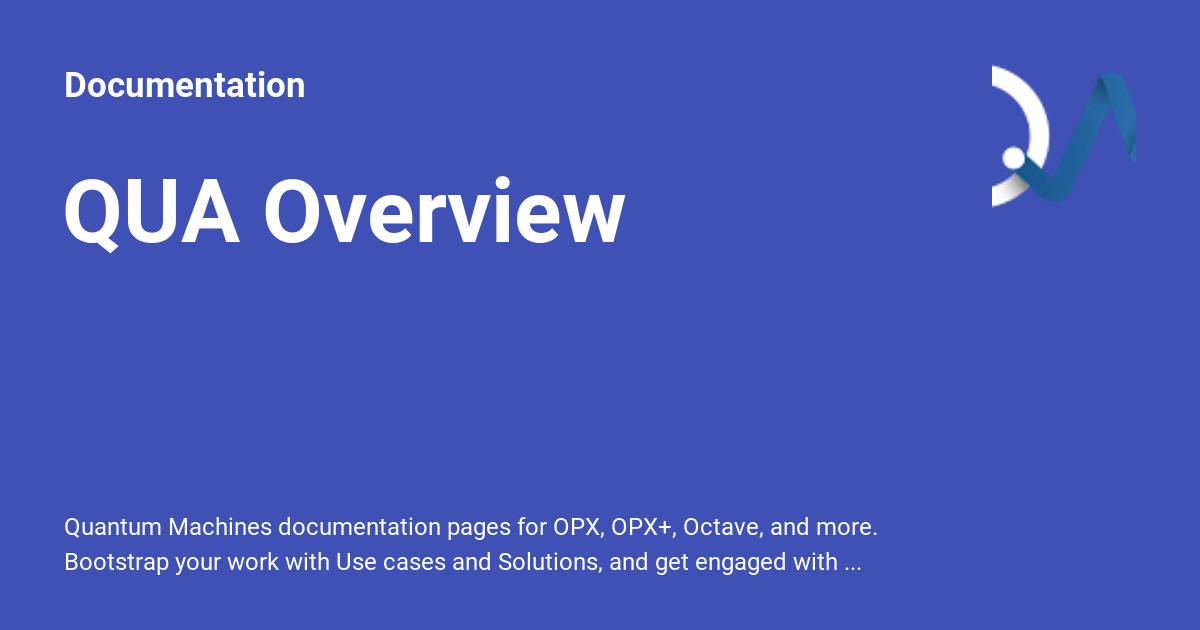 Documentation
QUA Overview
Quantum Machines documentation pages for OPX, OPX+, Octave, and more.
Bootstrap your work with Use cases and Solutions, and get engaged with ...